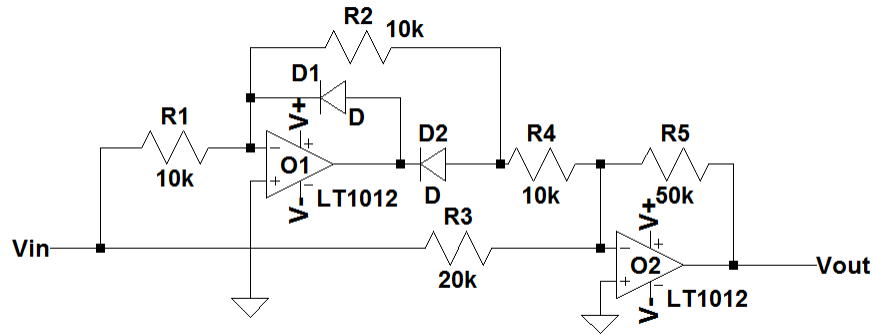 R2
10k
D1
V+
D
R1
10k
O1
V-
LT1012
D2
D
R4
10k
R5
50k
Vin
R3
20k
V+
O2
V-
LT1012
Vout